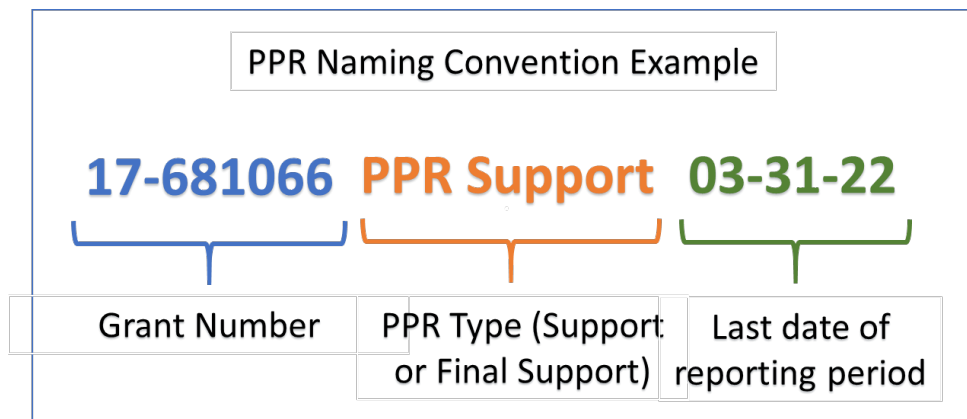 PPR Naming Convention Example
17-681066 PPR Support 03-31-22
Grant Number
PPR Type (Support
or Final Support)
Last date of
reporting period